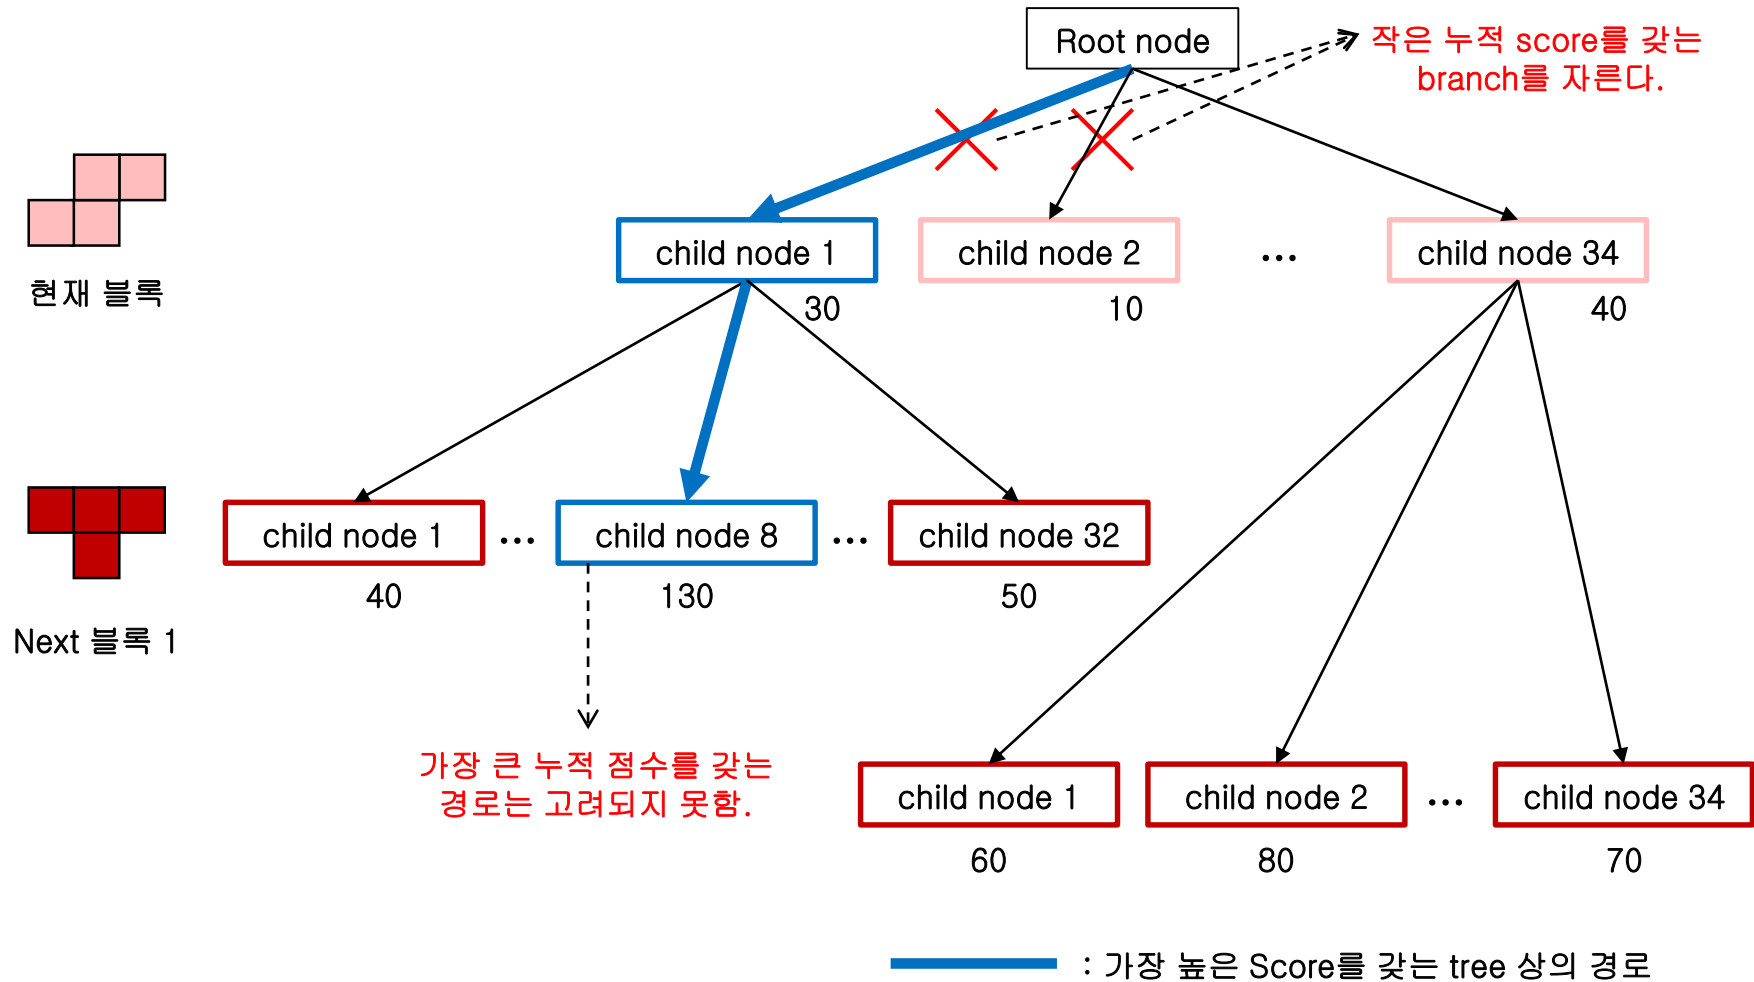 Root node
작은 누적 score를 갖는
branch를 자른다.
child node 1
child node 2
...
child node 34
현재 블록
30
10
40
child node 1
...
child node 8
...
child node 32
40
130
50
Next 블록 1
가장 큰 누적 점수를 갖는
경로는 고려되지 못함.
child node 1
child node 2
...
child node 34
60
80
70
: 가장 높은 Score를 갖는 tree 상의 경로